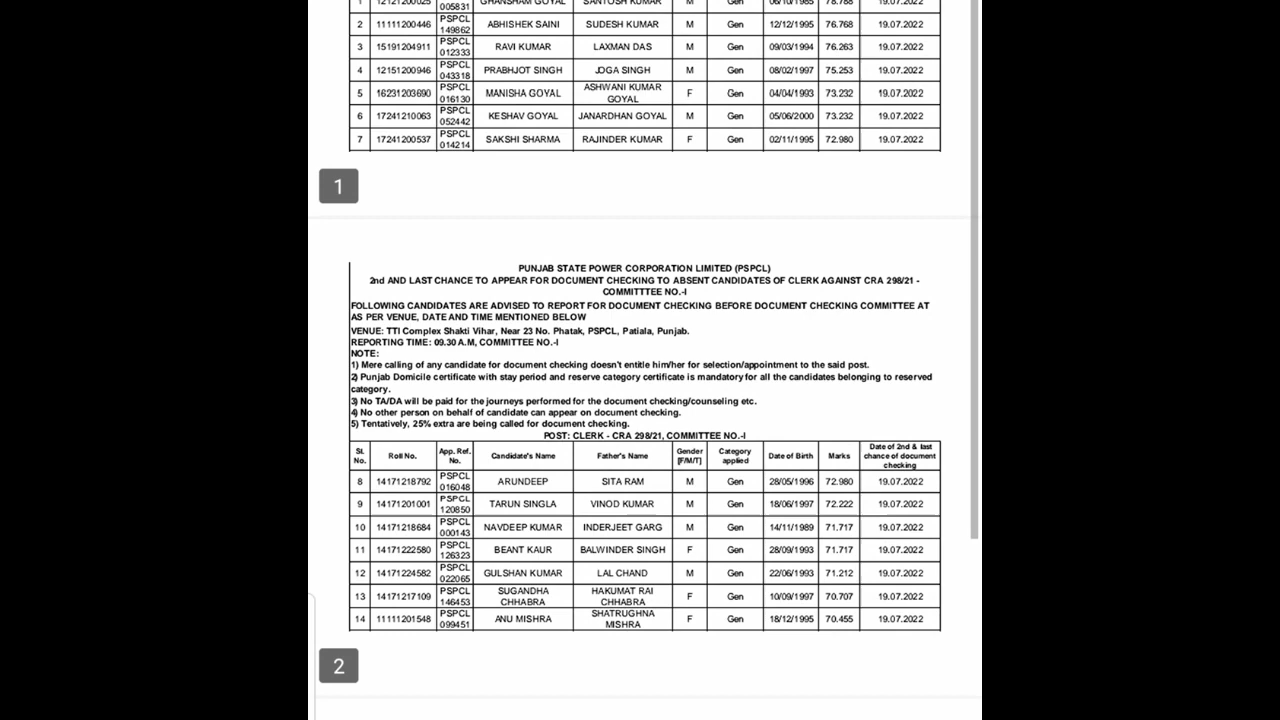 1 12121200025 PSPCL 005831 GHANSHAM GOYAL SANTOSH KUMAR M Gen 06/10/1985 78.788 19.07.2022
2 11111200446 PSPCL 149862 ABHISHEK SAINI SUDESH KUMAR M Gen 12/12/1995 76.768 19.07.2022
3 15191204911 PSPCL 012333 RAVI KUMAR LAXMAN DAS M Gen 09/03/1994 76.263 19.07.2022
4 12151200946 PSPCL 043318 PRABHJOT SINGH JOGA SINGH M Gen 08/02/1997 75.253 19.07.2022
5 16231203690 PSPCL 016130 MANISHA GOYAL ASHWANI KUMAR GOYAL F Gen 04/04/1993 73.232 19.07.2022
6 17241210063 PSPCL 052442 KESHAV GOYAL JANARDHAN GOYAL M Gen 05/06/2000 73.232 19.07.2022
7 17241200537 PSPCL 014214 SAKSHI SHARMA RAJINDER KUMAR F Gen 02/11/1995 72.980 19.07.2022
1
PUNJAB STATE POWER CORPORATION LIMITED (PSPCL)
2nd AND LAST CHANCE TO APPEAR FOR DOCUMENT CHECKING TO ABSENT CANDIDATES OF CLERK AGAINST CRA 298/21 -
COMMITTTEE NO.-I
FOLLOWING CANDIDATES ARE ADVISED TO REPORT FOR DOCUMENT CHECKING BEFORE DOCUMENT CHECKING COMMITTEE AT
AS PER VENUE, DATE AND TIME MENTIONED BELOW
VENUE: TTI Complex Shakti Vihar, Near 23 No. Phatak, PSPCL, Patiala, Punjab.
REPORTING TIME: 09.30 A.M, COMMITTEE NO.-I
NOTE:
1) Mere calling of any candidate for document checking doesn't entitle him/her for selection/appointment to the said post.
2) Punjab Domicile certificate with stay period and reserve category certificate is mandatory for all the candidates belonging to reserved
category.
3) No TA/DA will be paid for the journeys performed for the document checking/counseling etc.
4) No other person on behalf of candidate can appear on document checking.
5) Tentatively, 25% extra are being called for document checking.
POST: CLERK - CRA 298/21, COMMITTEE NO.-I
Sl. No. Roll No. App. Ref. No. Candidate's Name Father's Name Gender [F/M/T] Category applied Date of Birth Marks Date of 2nd & last chance of document checking
8 14171218792 PSPCL 016048 ARUNDEEP SITA RAM M Gen 28/05/1996 72.980 19.07.2022
9 14171201001 PSPCL 120850 TARUN SINGLA VINOD KUMAR M Gen 18/06/1997 72.222 19.07.2022
10 14171218684 PSPCL 000143 NAVDEEP KUMAR INDERJEET GARG M Gen 14/11/1989 71.717 19.07.2022
11 14171222580 PSPCL 126323 BEANT KAUR BALWINDER SINGH F Gen 28/09/1993 71.717 19.07.2022
12 14171224582 PSPCL 022065 GULSHAN KUMAR LAL CHAND M Gen 22/06/1993 71.212 19.07.2022
13 14171217109 PSPCL 146453 SUGANDHA CHHABRA HAKUMAT RAI CHHABRA F Gen 10/09/1997 70.707 19.07.2022
14 11111201548 PSPCL 099451 ANU MISHRA SHATRUGHNA MISHRA F Gen 18/12/1995 70.455 19.07.2022
2